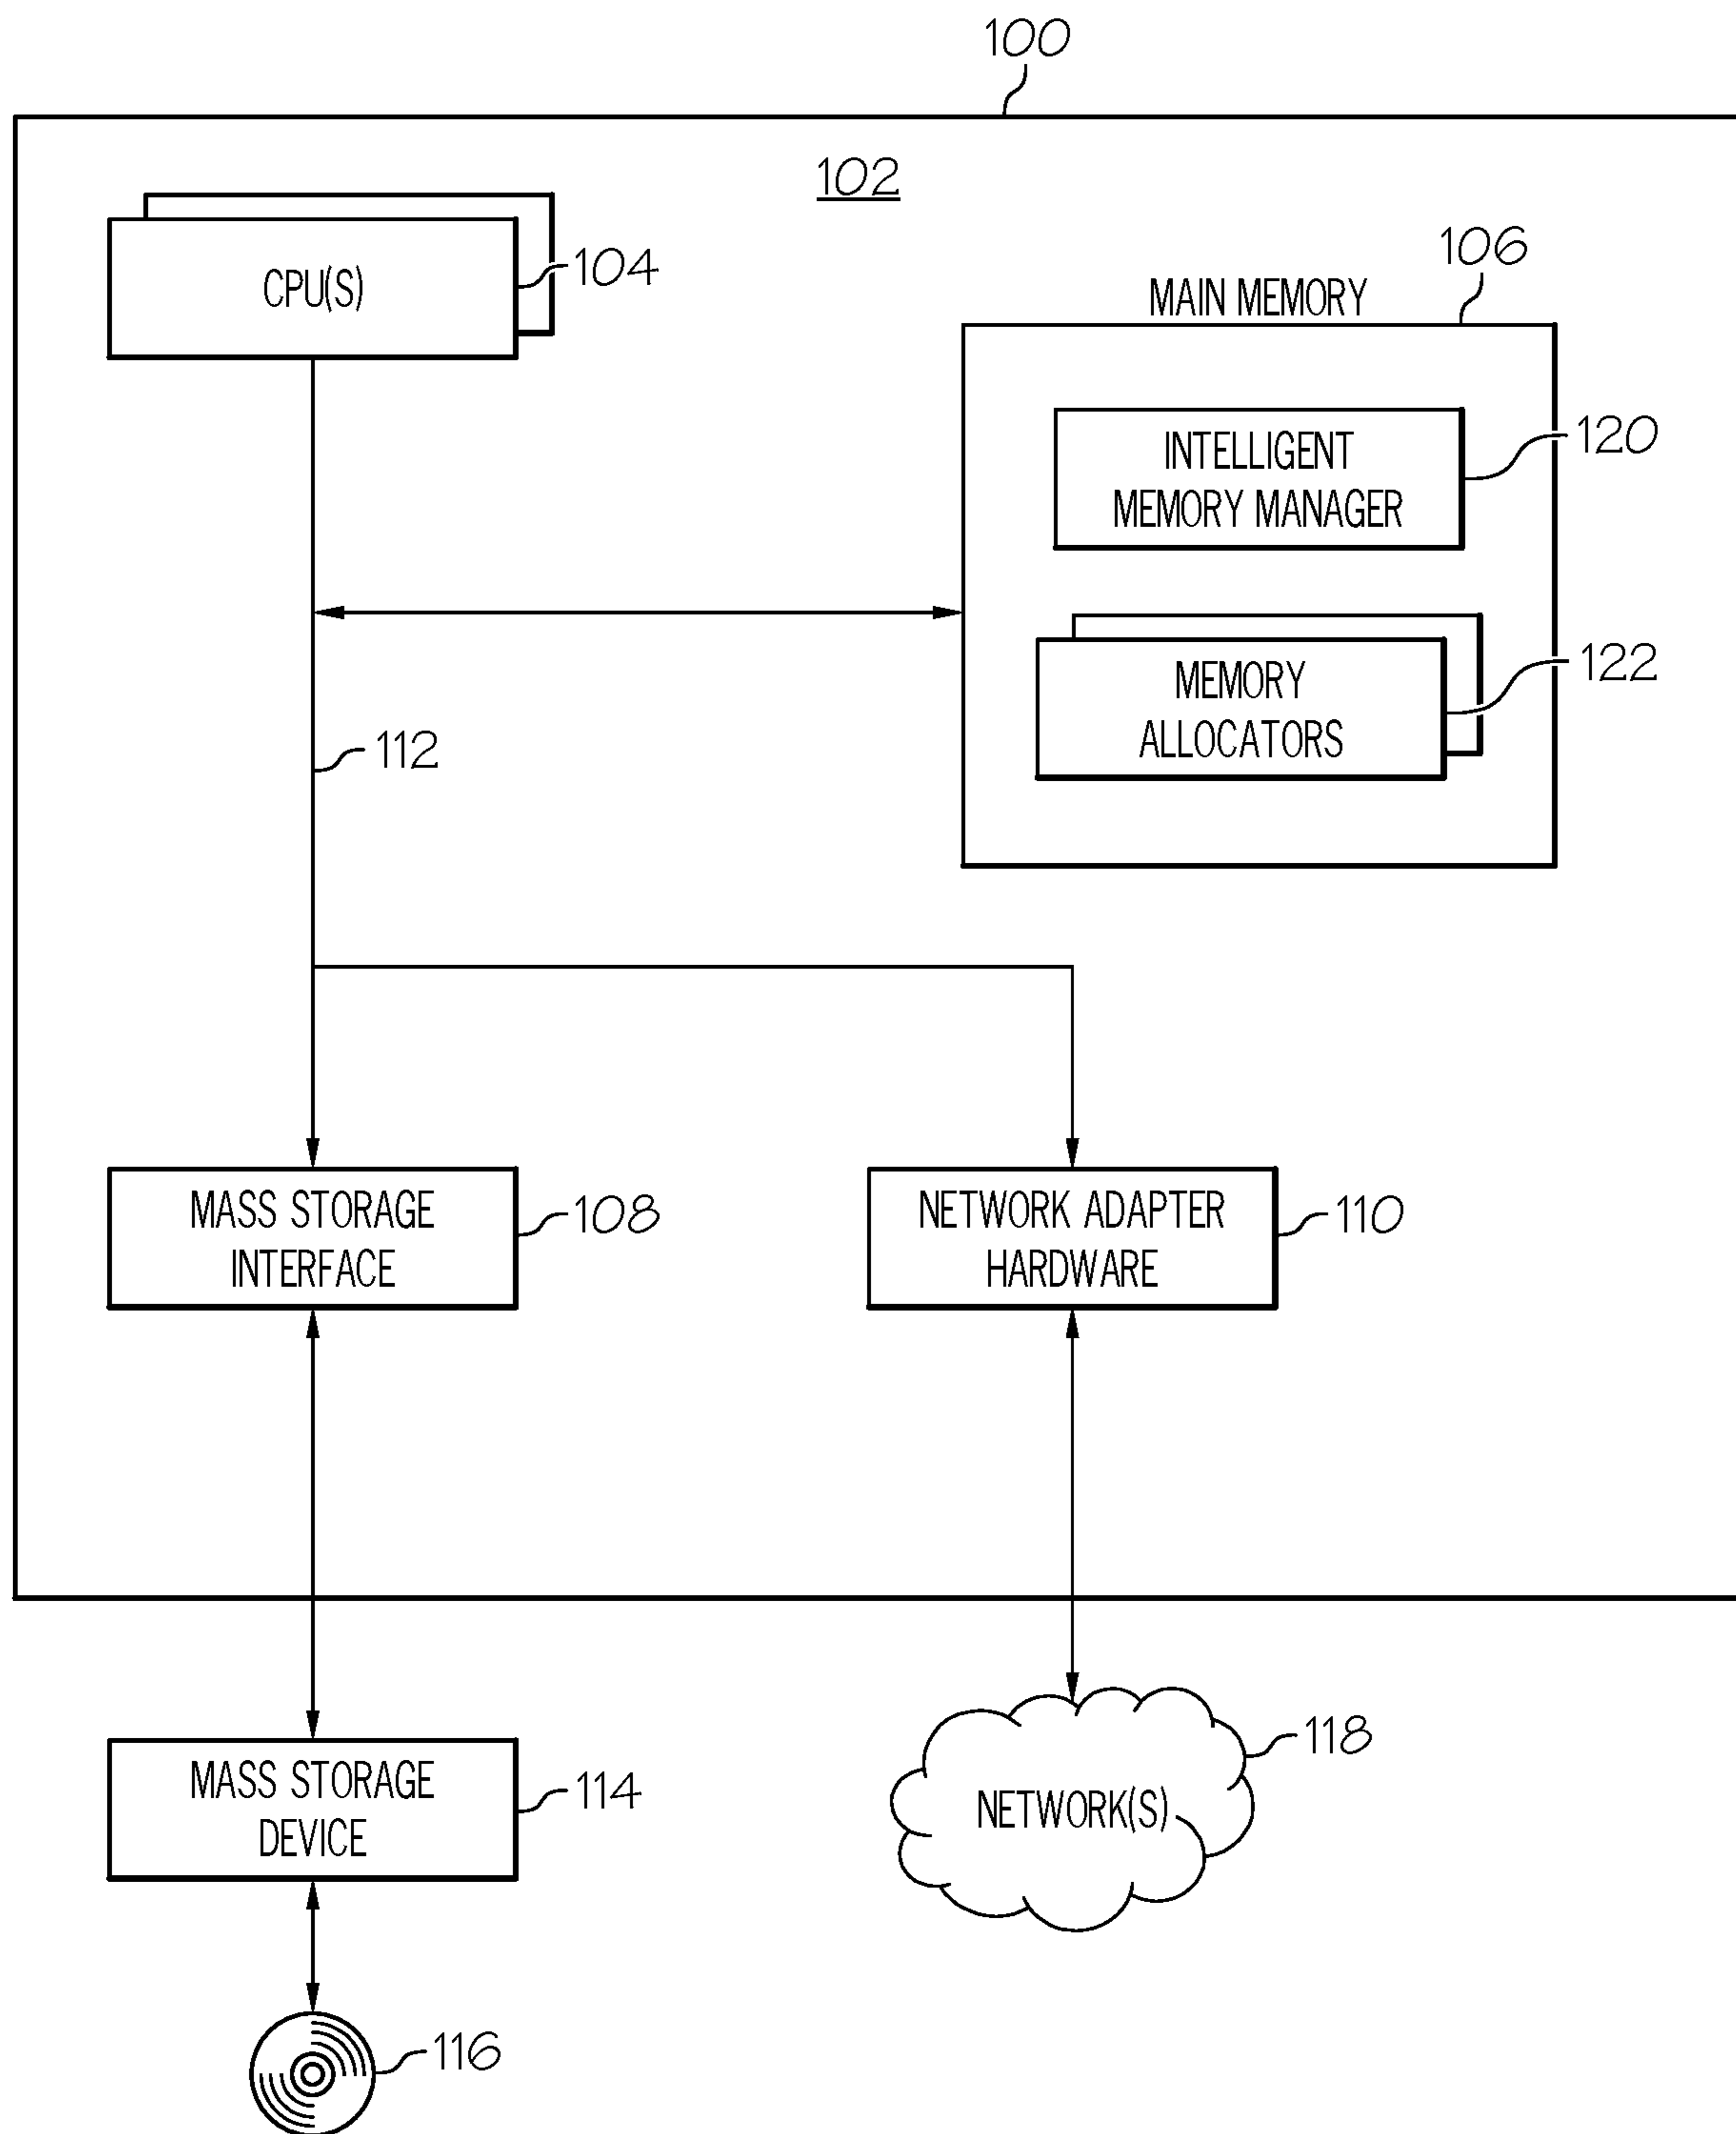 100
102
CPU(S)
104
106
MAIN MEMORY
INTELLIGENT
MEMORY MANAGER
120
MEMORY
ALLOCATORS
122
112
MASS STORAGE
INTERFACE
108
NETWORK ADAPTER
HARDWARE
110
MASS STORAGE
DEVICE
114
NETWORK(S)
118
116